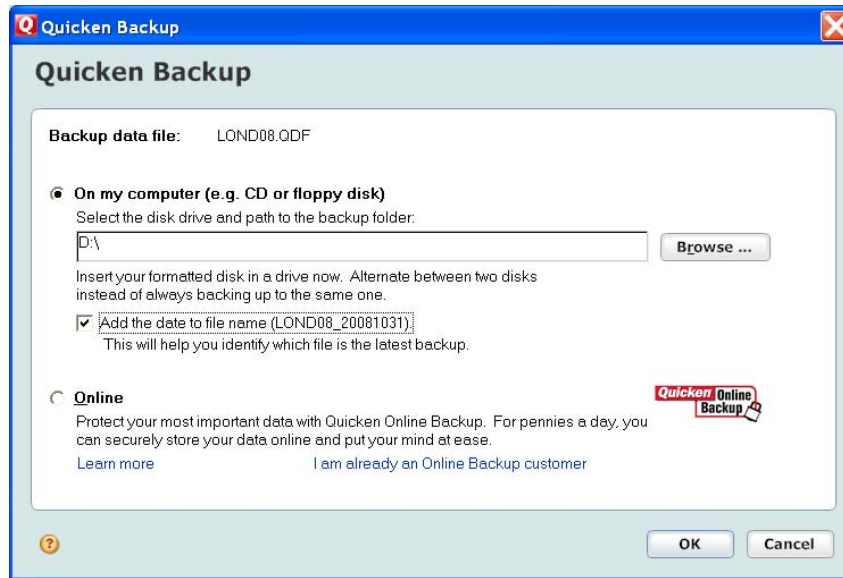 Quicken Backup
Quicken Backup
Backup data file: LOND08.QDF
On my computer (e.g. CD or floppy disk)
Select the disk drive and path to the backup folder:
D:\
Browse ...
Insert your formatted disk in a drive now. Alternate between two disks
instead of always backing up to the same one.
Add the date to file name (LOND08_20081031).
This will help you identify which file is the latest backup.
Online
Quicken Online
Backup
Protect your most important data with Quicken Online Backup. For pennies a day, you
can securely store your data online and put your mind at ease.
Learn more I am already an Online Backup customer
? OK Cancel